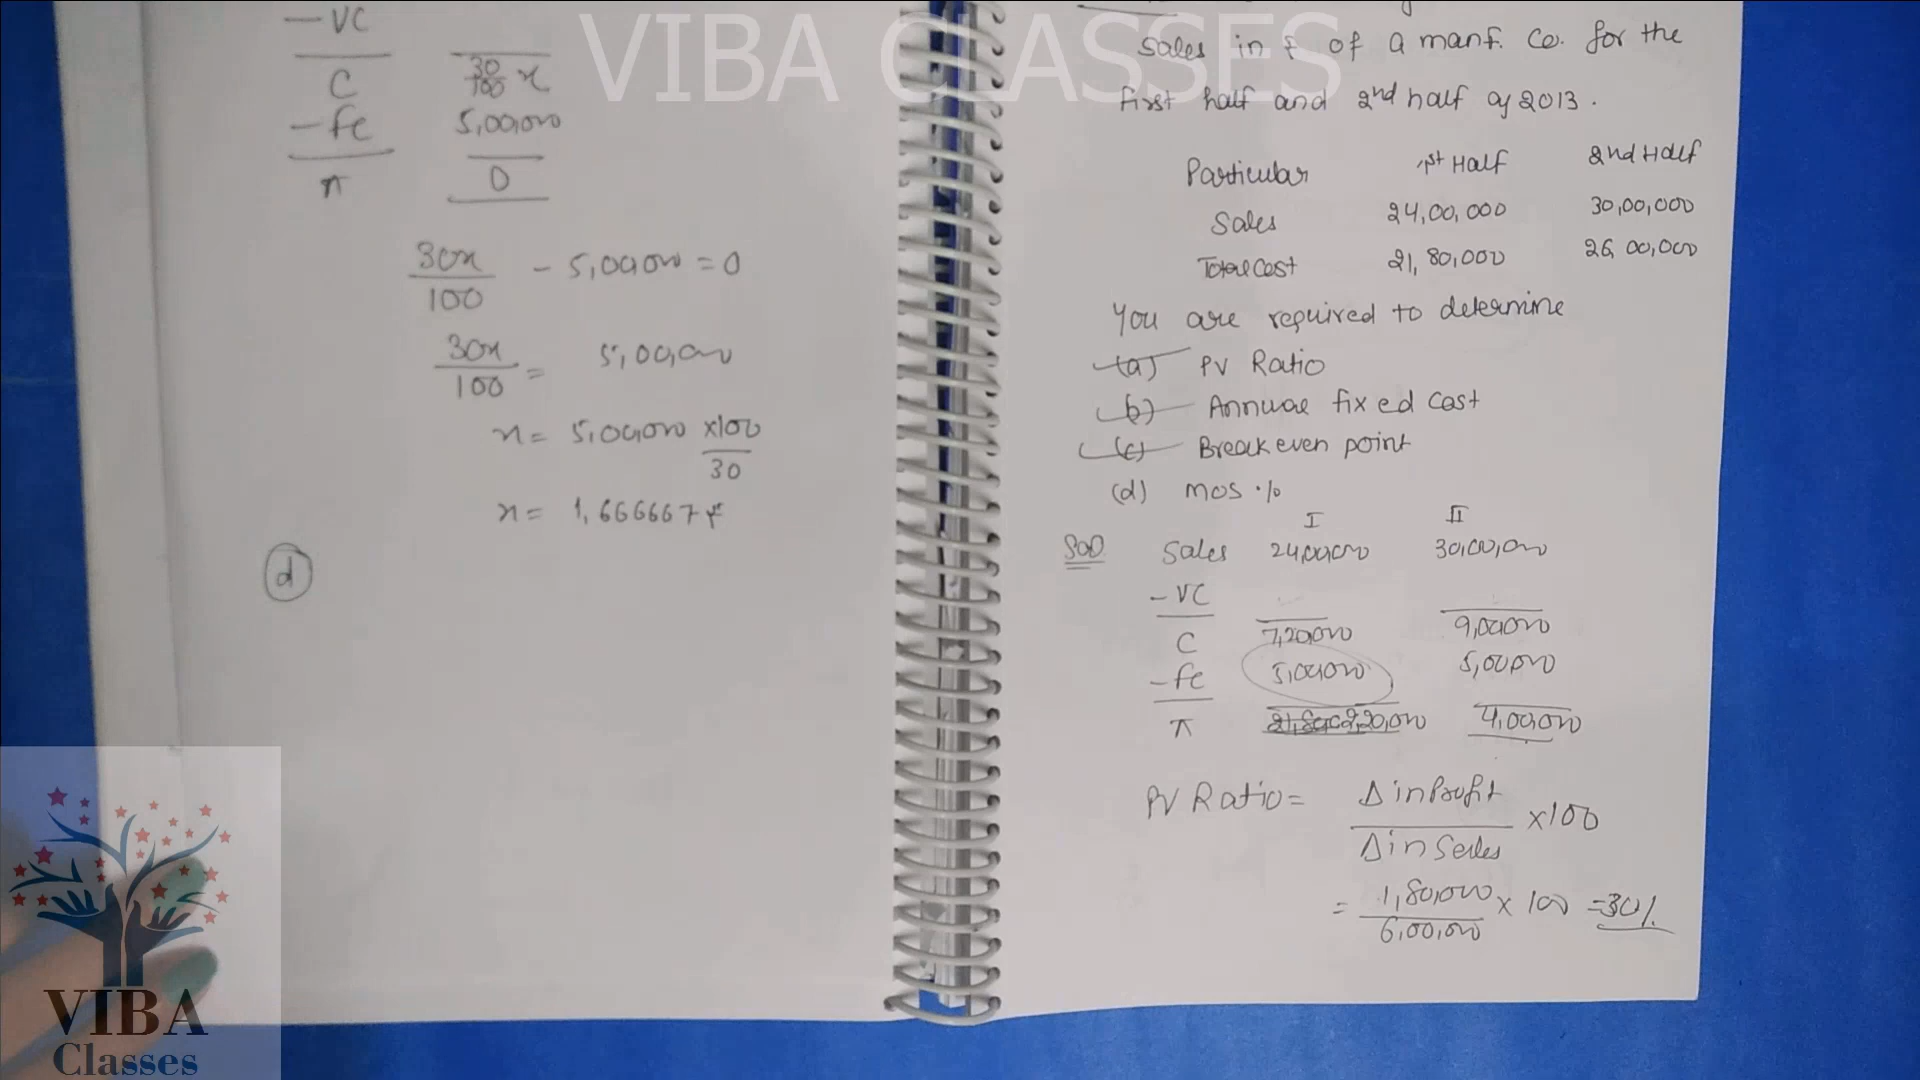 VIBA CLASSES
- VC
C 30/100 x
- fc 5,00,000
π 0
30x/100 - 5,00,000 = 0
30x/100 = 5,00,000
x = 5,00,000 x100/30
x = 1,666667 ₹
(d)
Sales in ₹ of a manf. Co. for the
first half and 2nd half of 2013.
Particular 1st Half 2nd Half
Sales 24,00,000 30,00,000
Total Cost 21,80,000 26,00,000
You are required to determine
(a) PV Ratio
(b) Annual fixed cost
(c) Break even point
(d) MOS %
I II
Sales 24,00,000 30,00,000
- VC
C 7,20,000 9,00,000
- fc 5,00,000 5,00,000
π 2,20,000 4,00,000
PV Ratio = Δ in Profit / Δ in Sales x100
= 1,80,000 / 6,00,000 x 100 = 30%
VIBA
Classes